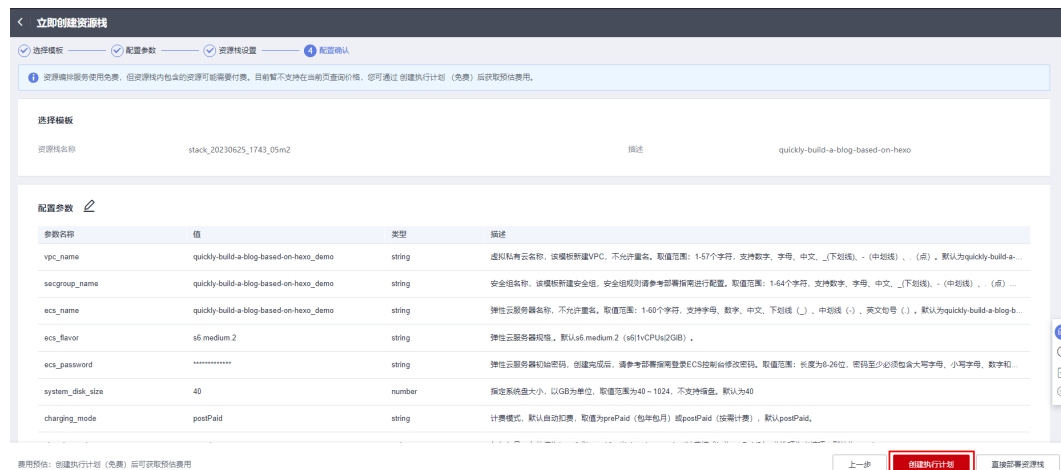 立即创建资源栈
选择模板 配置参数 资源栈设置 4 配置确认
资源编排服务使用免费，但资源栈内包含的资源可能需要付费。目前暂不支持在当前页查询价格，您可通过 创建执行计划 （免费）后获取预估费用。
选择模板
资源栈名称 stack_20230625_1743_05m2 描述 quickly-build-a-blog-based-on-hexo
配置参数
参数名称 值 类型 描述
vpc_name quickly-build-a-blog-based-on-hexo_demo string 虚拟私有云名称，该模板新建VPC，不允许重名。取值范围：1-57个字符，支持数字、字母、中文、_(下划线)、-（中划线）、.（点）。默认为quickly-build-a-...
secgroup_name quickly-build-a-blog-based-on-hexo_demo string 安全组名称，该模板新建安全组，安全组规则请参考部署指南进行配置。取值范围：1-64个字符，支持数字、字母、中文、_(下划线)、-（中划线）、.（点）...
ecs_name quickly-build-a-blog-based-on-hexo_demo string 弹性云服务器名称，不允许重名。取值范围：1-60个字符，支持字母、数字、中文、下划线（_）、中划线（-）、英文句号（.）。默认为quickly-build-a-blog-b...
ecs_flavor s6.medium.2 string 弹性云服务器规格,。默认s6.medium.2（s6|1vCPUs|2GiB）。
ecs_password ************* string 弹性云服务器初始密码，创建完成后，请参考部署指南登录ECS控制台修改密码。取值范围：长度为8-26位，密码至少必须包含大写字母、小写字母、数字和...
system_disk_size 40 number 指定系统盘大小，以GB为单位，取值范围为40～1024，不支持缩盘。默认为40
charging_mode postPaid string 计费模式，默认自动扣费，取值为prePaid（包年包月）或postPaid（按需计费），默认postPaid。
费用预估：创建执行计划（免费）后可获取预估费用 上一步 创建执行计划 直接部署资源栈